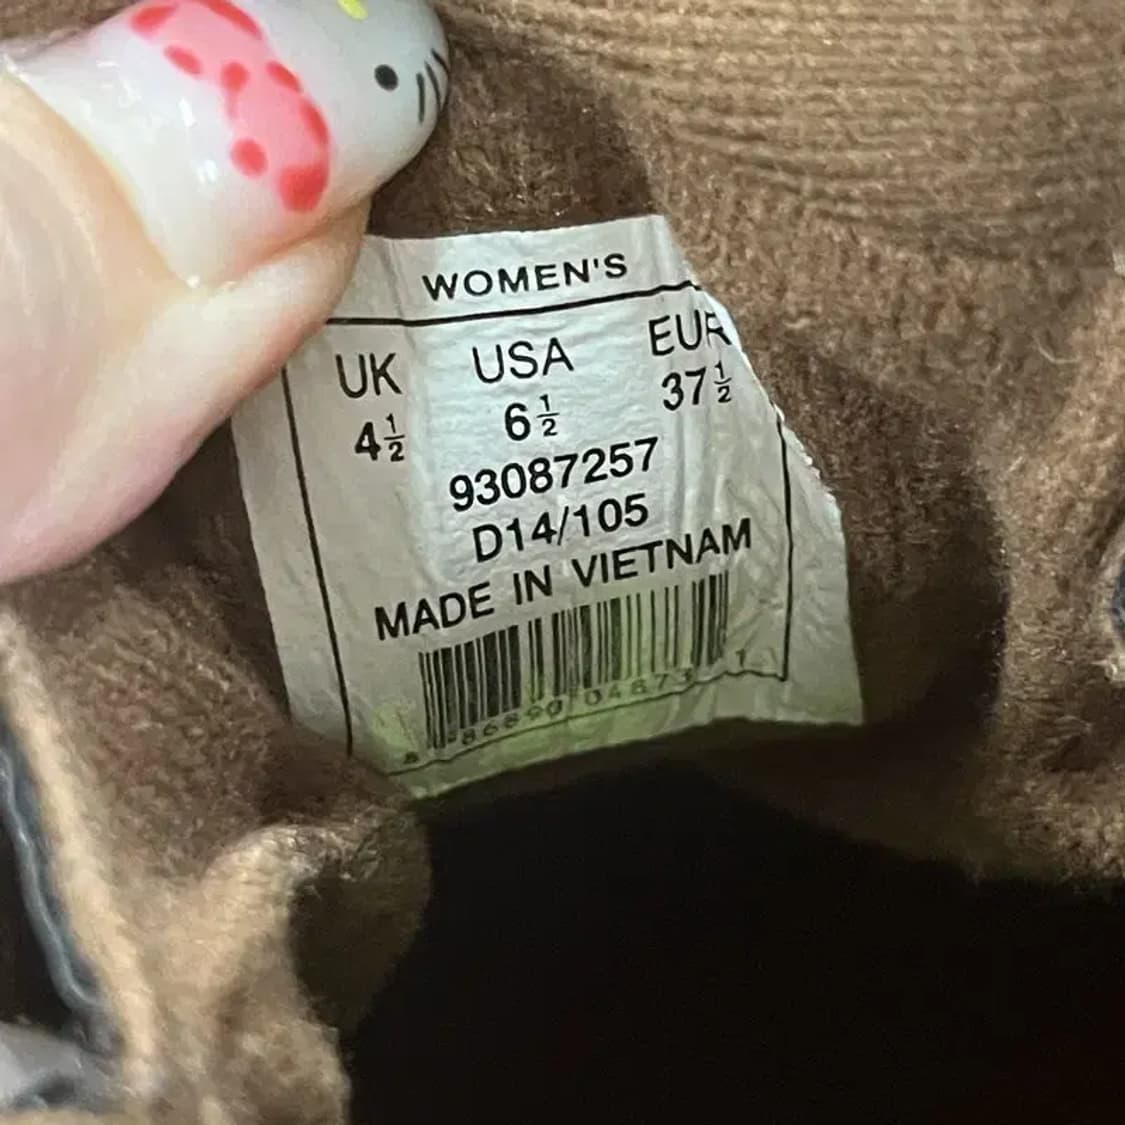 WOMEN'S
UK USA EUR
4½ 6½ 37½
93087257
D14/105
MADE IN VIETNAM